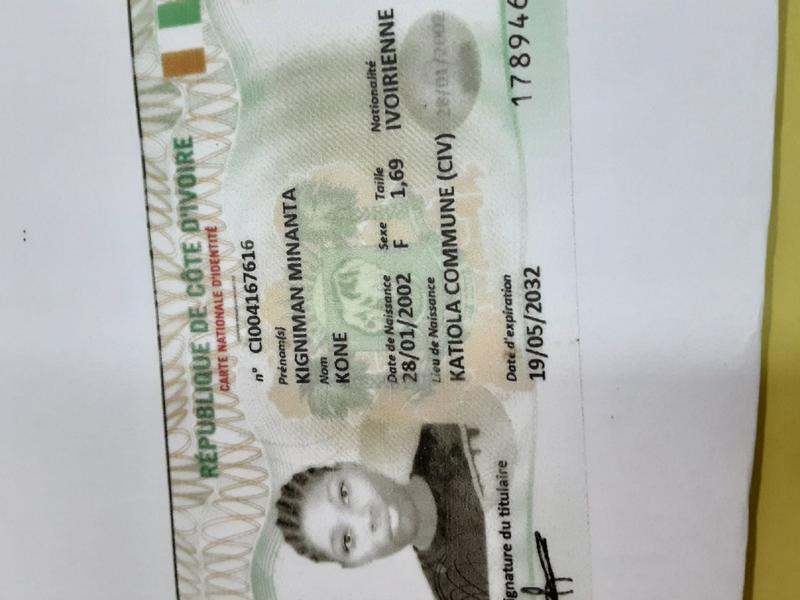 RÉPUBLIQUE DE CÔTE D'IVOIRE
CARTE NATIONALE D'IDENTITÉ
n° CI004167616
Prénom(s)
KIGNIMAN MINANTA
Nom
KONE
Date de Naissance Sexe Taille Nationalité
28/01/2002 F 1,69 IVOIRIENNE
Lieu de Naissance
KATIOLA COMMUNE (CIV)
28/01/2002
Date d'expiration
19/05/2032
178946
ignature du titulaire